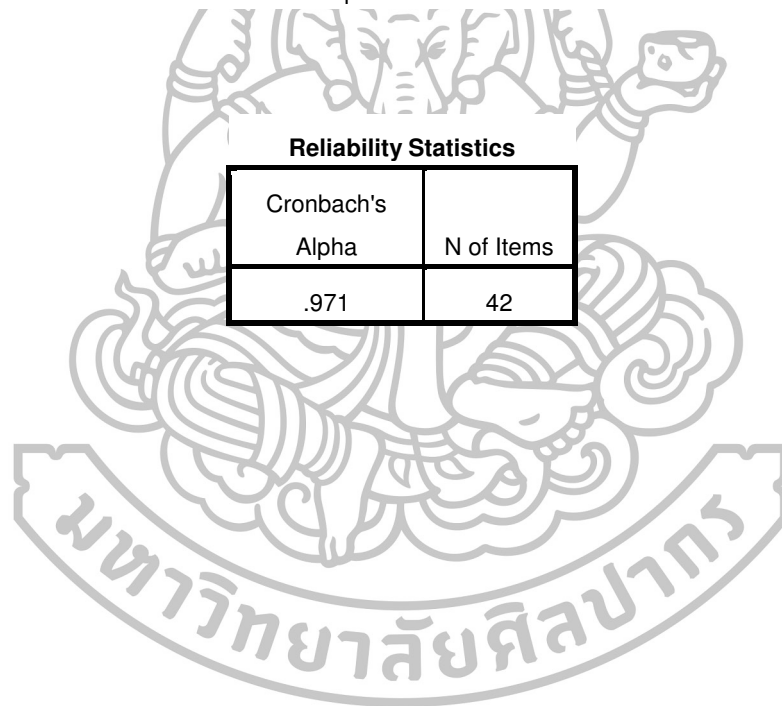 Reliability Statistics
Cronbach's
Alpha N of Items
.971 42
มหาวิทยาลัยศิลปากร